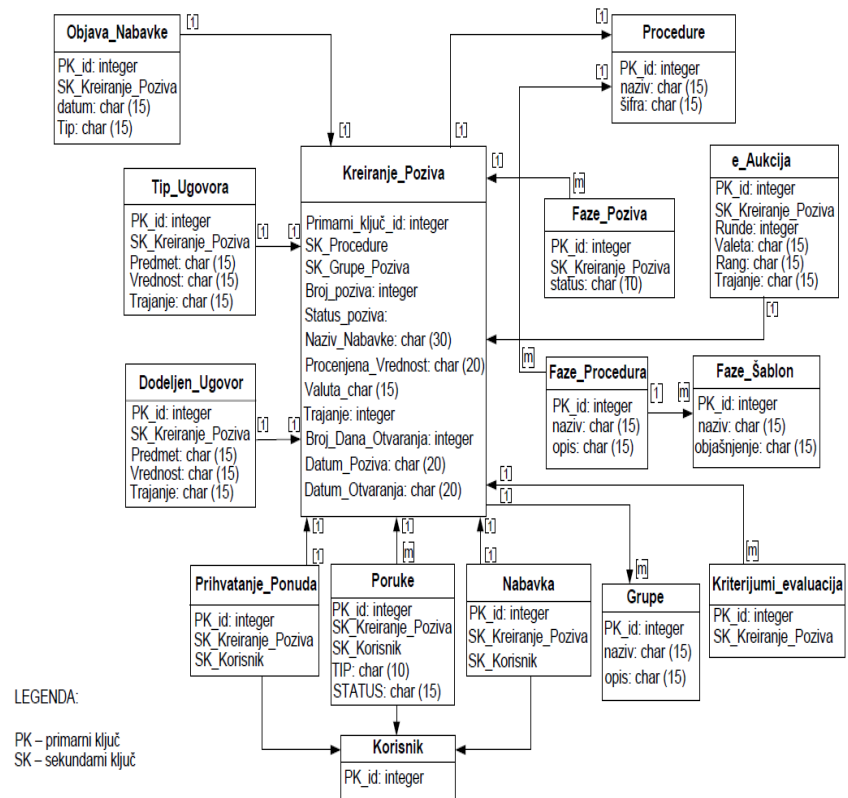 Objava_Nabavke
PK_id: integer
SK_Kreiranje_Poziva
datum: char (15)
Tip: char (15)
[1]
[1]
[1]
[1]
Procedure
PK_id: integer
naziv: char (15)
šifra: char (15)
[1]
[1]
Tip_Ugovora
PK_id: integer
SK_Kreiranje_Poziva
Predmet: char (15)
Vrednost: char (15)
Trajanje: char (15)
[1]
[1]
Dodeljen_Ugovor
PK_id: integer
SK_Kreiranje_Poziva
Predmet: char (15)
Vrednost: char (15)
Trajanje: char (15)
[1]
[1]
Kreiranje_Poziva
Primarni_ključ_id: integer
SK_Procedure
SK_Grupe_Poziva
Broj_poziva: integer
Status_poziva:
Naziv_Nabavke: char (30)
Procenjena_Vrednost: char (20)
Valuta_char (15)
Trajanje: integer
Broj_Dana_Otvaranja: integer
Datum_Poziva: char (20)
Datum_Otvaranja: char (20)
[m]
Faze_Poziva
PK_id: integer
SK_Kreiranje_Poziva
status: char (10)
e_Aukcija
PK_id: integer
SK_Kreiranje_Poziva
Runde: integer
Valeta: char (15)
Rang: char (15)
Trajanje: char (15)
[1]
[m]
Faze_Procedura
PK_id: integer
naziv: char (15)
opis: char (15)
[1]
[m]
Faze_Šablon
PK_id: integer
naziv: char (15)
objašnjenje: char (15)
[1]
[1]
[1]
[1]
[1]
[1]
[m]
[1]
[m]
[m]
Prihvatanje_Ponuda
PK_id: integer
SK_Kreiranje_Poziva
SK_Korisnik
Poruke
PK_id: integer
SK_Kreiranje_Poziva
SK_Korisnik
TIP: char (10)
STATUS: char (15)
Nabavka
PK_id: integer
SK_Kreiranje_Poziva
SK_Korisnik
Grupe
PK_id: integer
naziv: char (15)
opis: char (15)
Kriterijumi_evaluacija
PK_id: integer
SK_Kreiranje_Poziva
LEGENDA:
PK – primarni ključ
SK – sekundarni ključ
Korisnik
PK_id: integer